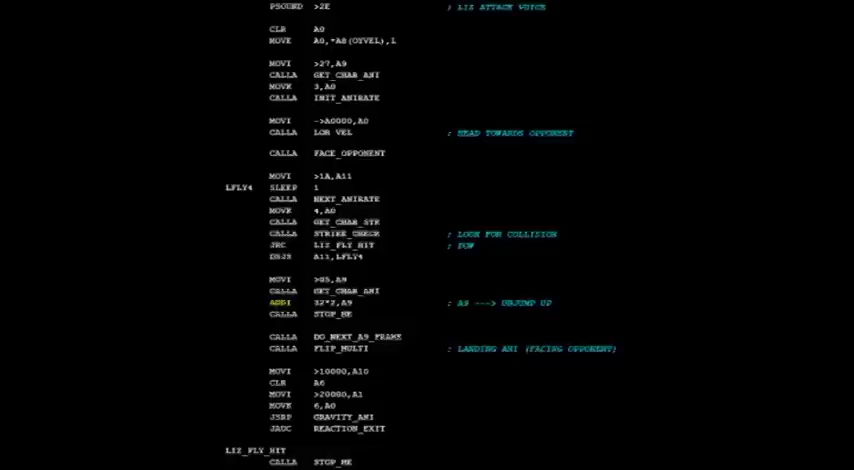 PSOUND >2E ; LIZ ATTACK VOICE
CLR A0
MOVE A0,*A8(OYVEL),L
MOVI >27,A9
CALLA GET_CHAR_ANI
MOVK 3,A0
CALLA INIT_ANIRATE
MOVI ->A0000,A0
CALLA LOR_VEL ; HEAD TOWARDS OPPONENT
CALLA FACE_OPPONENT
MOVI >1A,A11
LFLY4 SLEEP 1
CALLA NEXT_ANIRATE
MOVK 4,A0
CALLA GET_CHAR_STK
CALLA STRIKE_CHECK ; LOOK FOR COLLISION
JRC LIZ_FLY_HIT ; POW
DSJS A11,LFLY4
MOVI >05,A9
CALLA GET_CHAR_ANI
ADDI 32*2,A9 ; A9 ---> UNJUMP UP
CALLA STOP_ME
CALLA DO_NEXT_A9_FRAME
CALLA FLIP_MULTI ; LANDING ANI (FACING OPPONENT)
MOVI >10000,A10
CLR A6
MOVI >20000,A1
MOVK 6,A0
JSRP GRAVITY_ANI
JAUC REACTION_EXIT
LIZ_FLY_HIT
CALLA STOP_ME